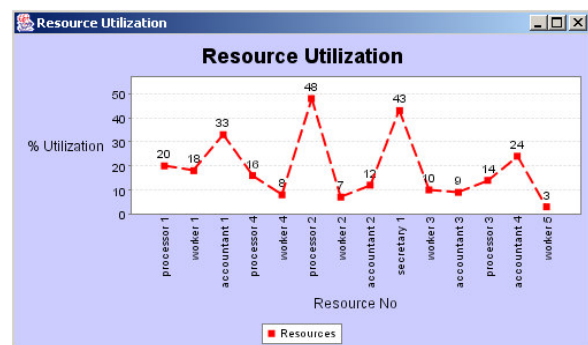 Resource Utilization
Resource Utilization
% Utilization
50
40
30
20
10
0
20
18
33
16
8
48
7
12
43
10
9
14
24
3
processor 1
worker 1
accountant 1
processor 4
worker 4
processor 2
worker 2
accountant 2
secretary 1
worker 3
accountant 3
processor 3
accountant 4
worker 5
Resource No
Resources